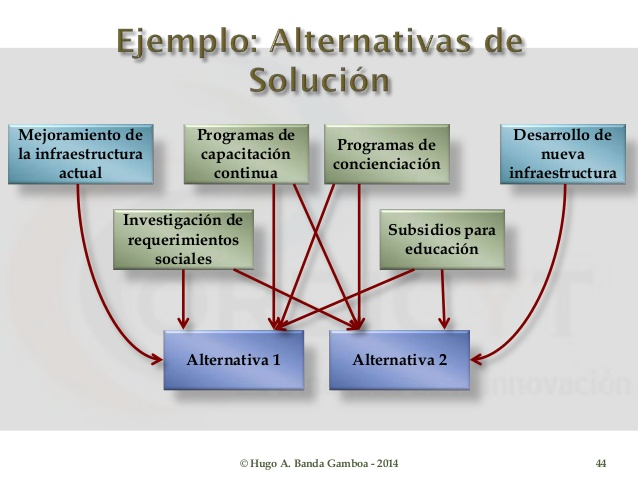 Ejemplo: Alternativas de
Solución
Mejoramiento de
la infraestructura
actual
Programas de
capacitación
continua
Programas de
concienciación
Desarrollo de
nueva
infraestructura
Investigación de
requerimientos
sociales
Subsidios para
educación
Alternativa 1
Alternativa 2
innovación
© Hugo A. Banda Gamboa - 2014
44